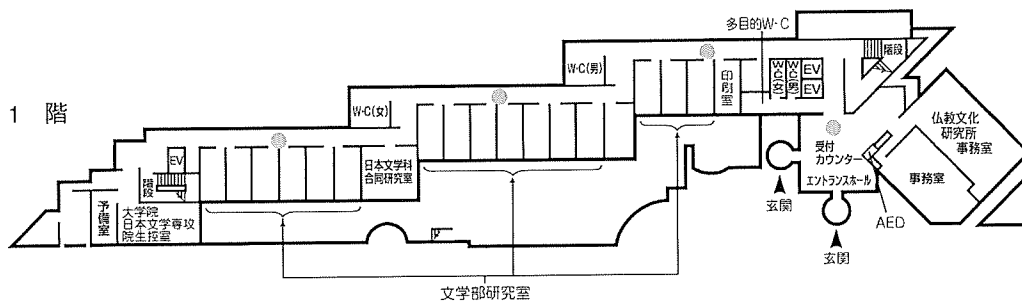 1 階
多目的W・C
階段
W・C(男)
印刷室
W・C(女)
W・C(男)
EV
EV
W・C(女)
仏教文化
研究所
事務室
受付
カウンター
エントランスホール
事務室
日本文学科
合同研究室
EV
階段
予備室
大学院
日本文学専攻
院生控室
玄関
AED
玄関
文学部研究室